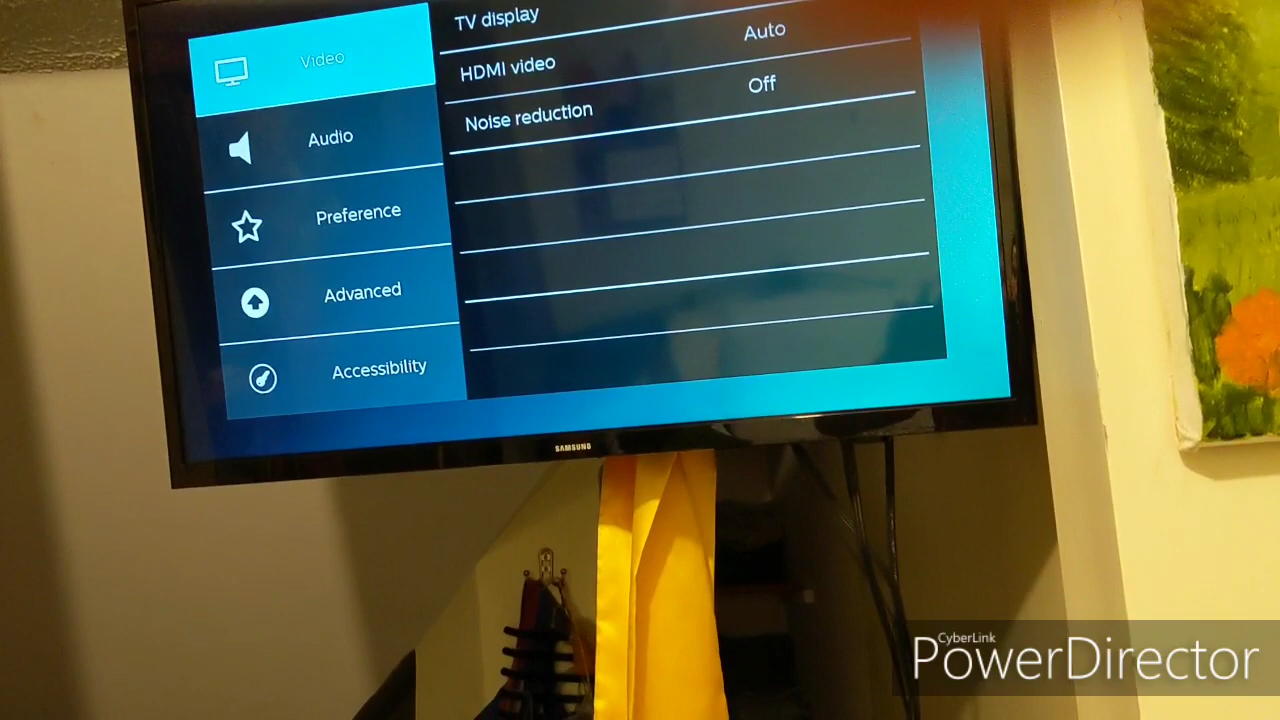 Video
Audio
Preference
Advanced
Accessibility
TV display
HDMI video Auto
Noise reduction Off
SAMSUNG
CyberLink
PowerDirector